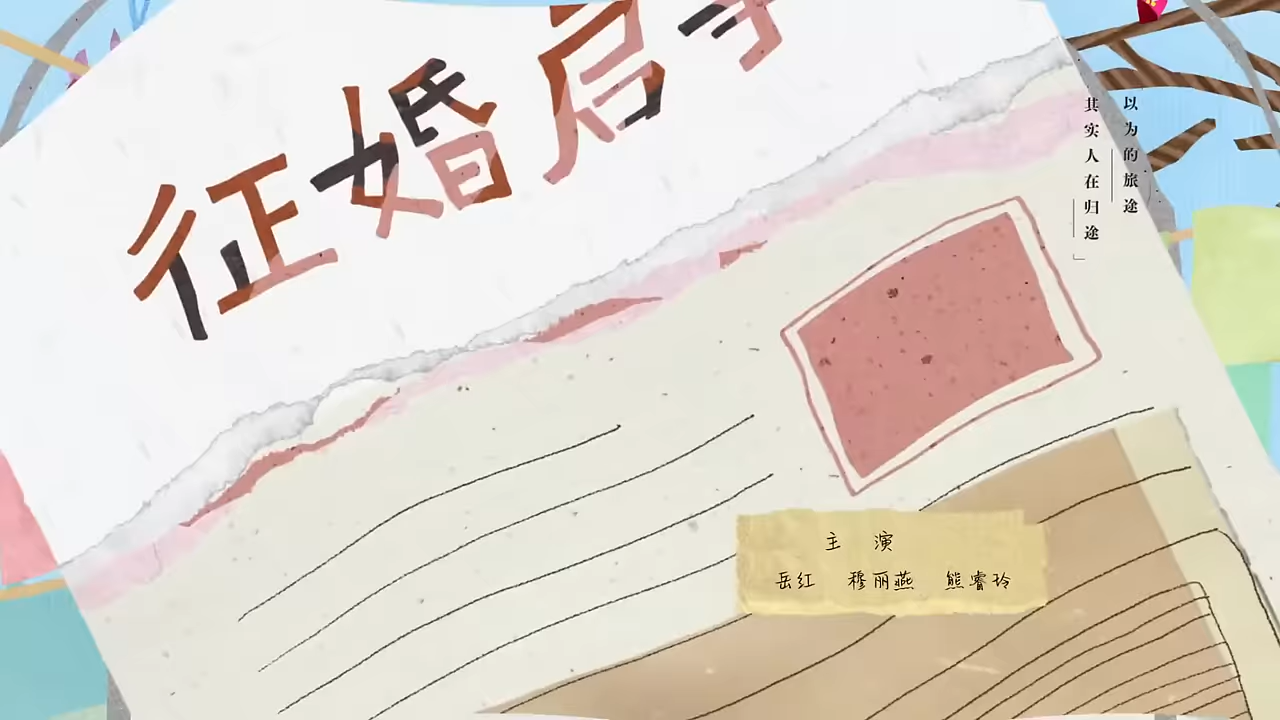 征婚启事
以为的旅途
其实人在归途」
主 演
岳红 穆丽燕 熊睿玲